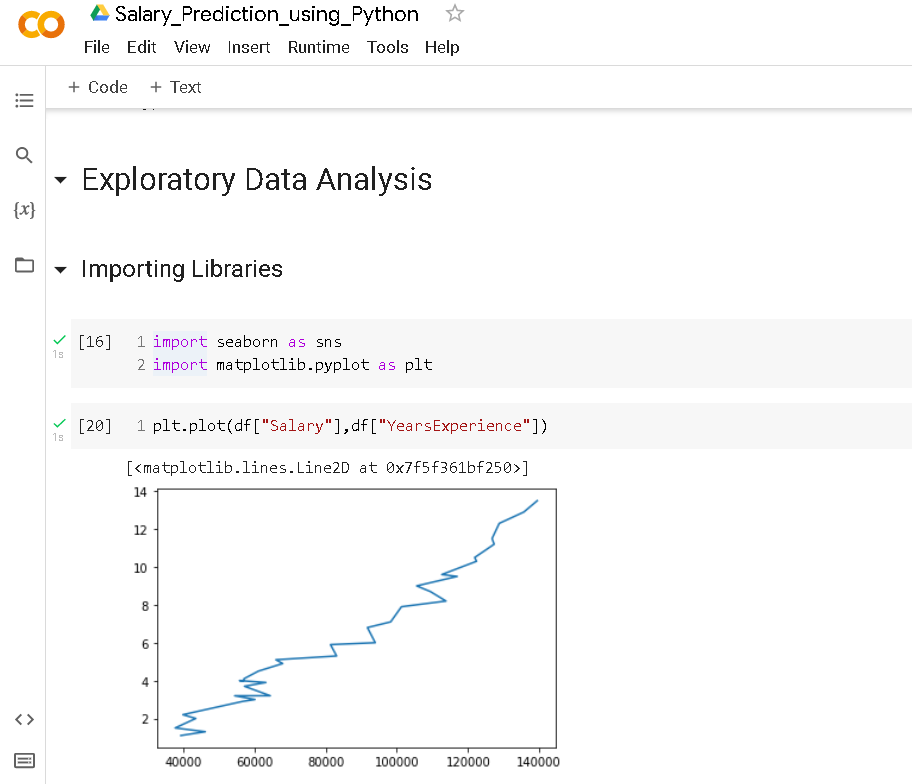 Salary_Prediction_using_Python
File Edit View Insert Runtime Tools Help
+ Code + Text
Exploratory Data Analysis
{x}
Importing Libraries
[16] 1 import seaborn as sns
1s
2 import matplotlib.pyplot as plt
[20] 1 plt.plot(df["Salary"],df["YearsExperience"])
1s
[<matplotlib.lines.Line2D at 0x7f5f361bf250>]
14
12
10
8
6
4
2
40000 60000 80000 100000 120000 140000